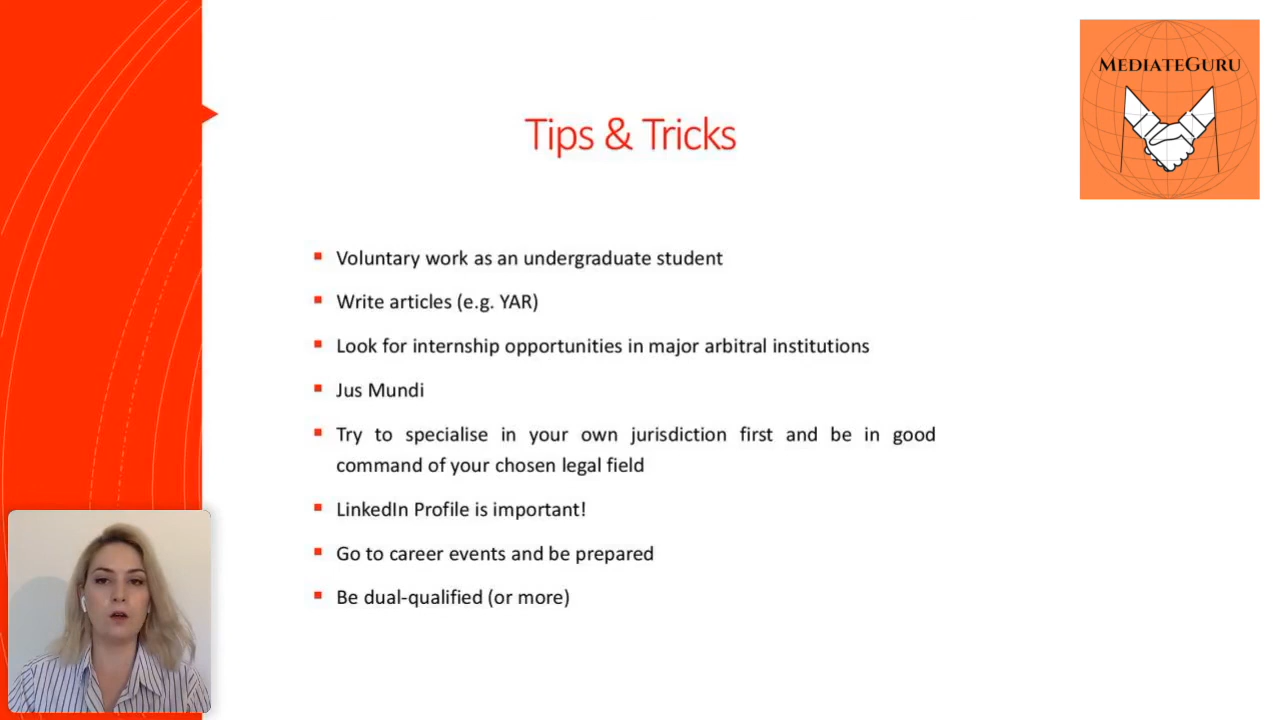 MEDIATEGURU
Tips & Tricks
Voluntary work as an undergraduate student
Write articles (e.g. YAR)
Look for internship opportunities in major arbitral institutions
Jus Mundi
Try to specialise in your own jurisdiction first and be in good
command of your chosen legal field
LinkedIn Profile is important!
Go to career events and be prepared
Be dual-qualified (or more)